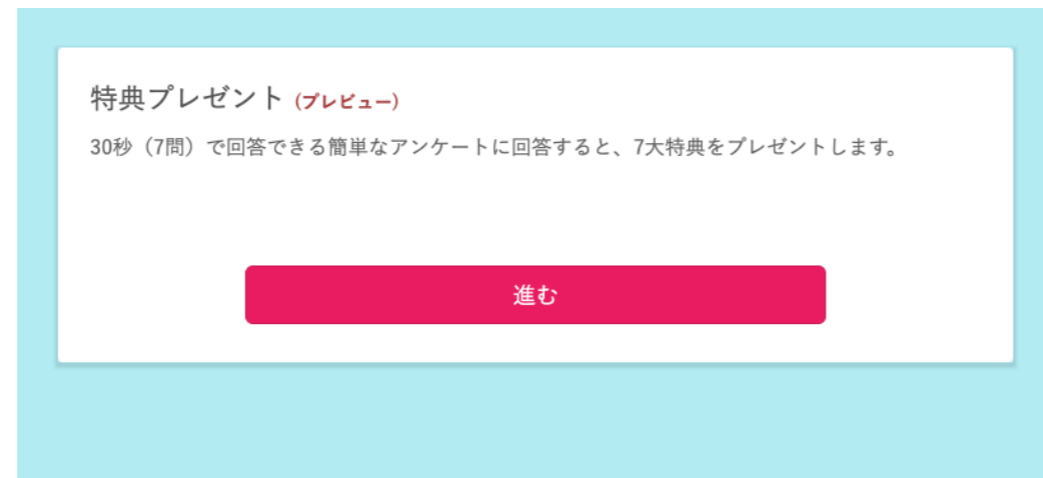 特典プレゼント (プレビュー)
30秒（7問）で回答できる簡単なアンケートに回答すると、7大特典をプレゼントします。
進む